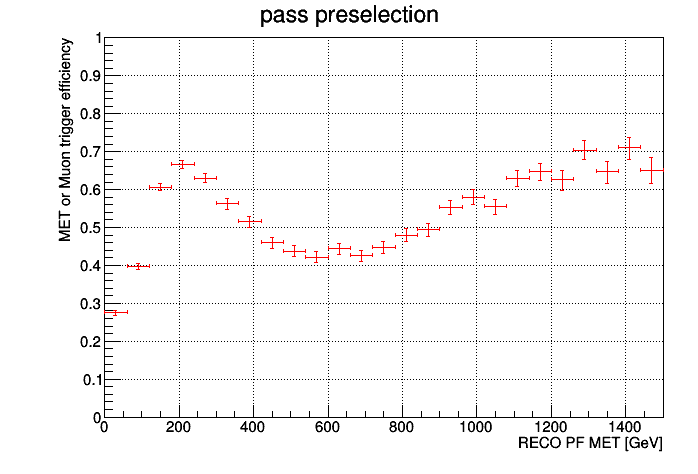 pass preselection
MET or Muon trigger efficiency
1
0.9
0.8
0.7
0.6
0.5
0.4
0.3
0.2
0.1
0
0 200 400 600 800 1000 1200 1400
RECO PF MET [GeV]